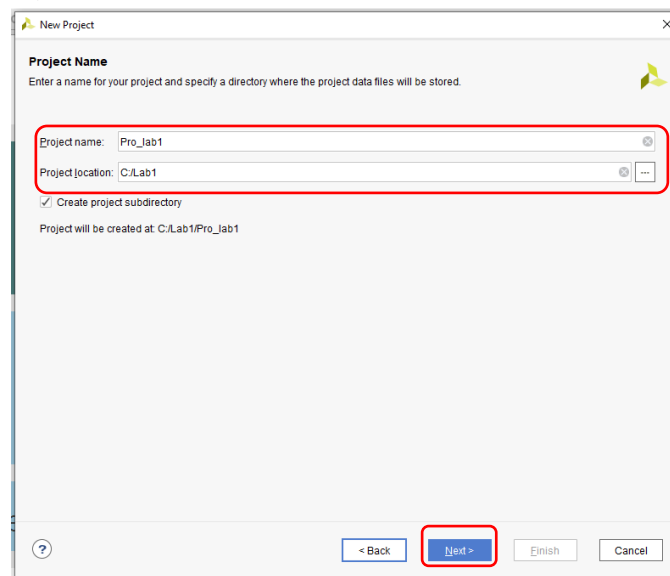 New Project
Project Name
Enter a name for your project and specify a directory where the project data files will be stored.
Project name: Pro_lab1
Project location: C:/Lab1 ...
Create project subdirectory
Project will be created at: C:/Lab1/Pro_lab1
? < Back Next > Finish Cancel